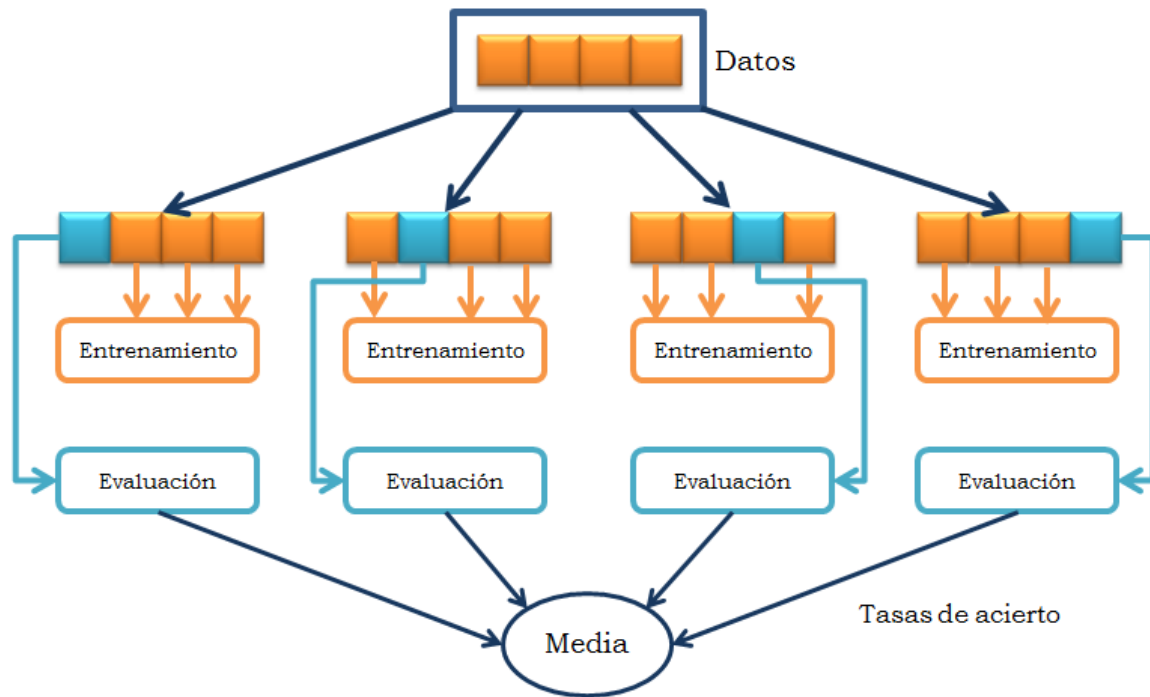 Datos
Entrenamiento
Entrenamiento
Entrenamiento
Entrenamiento
Evaluación
Evaluación
Evaluación
Evaluación
Media
Tasas de acierto